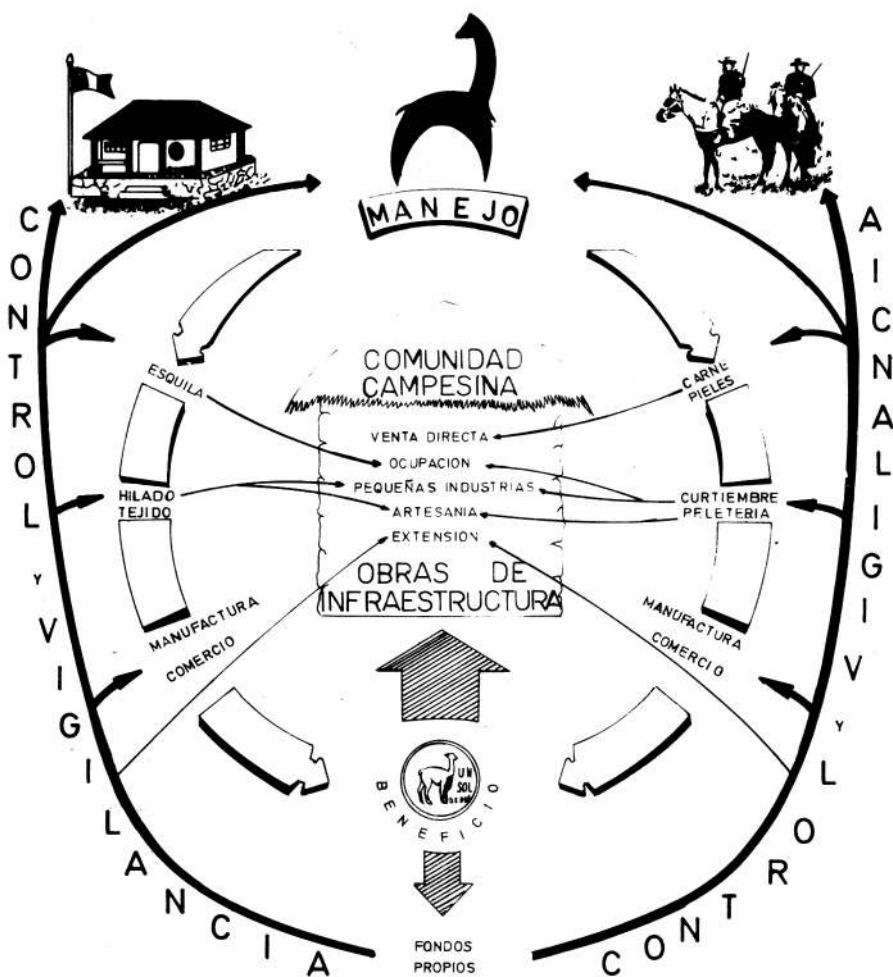 MANEJO
CONTROL Y VIGILANCIA
CONTROL Y VIGILANCIA
COMUNIDAD
CAMPESINA
ESQUILA
CARNE
PIELES
VENTA DIRECTA
OCUPACION
PEQUEÑAS INDUSTRIAS
ARTESANIA
EXTENSION
HILADO
TEJIDO
CURTIEMBRE
PELETERIA
OBRAS DE
INFRAESTRUCTURA
MANUFACTURA
COMERCIO
MANUFACTURA
COMERCIO
UN
SOL
BENEFICIO
FONDOS
PROPIOS